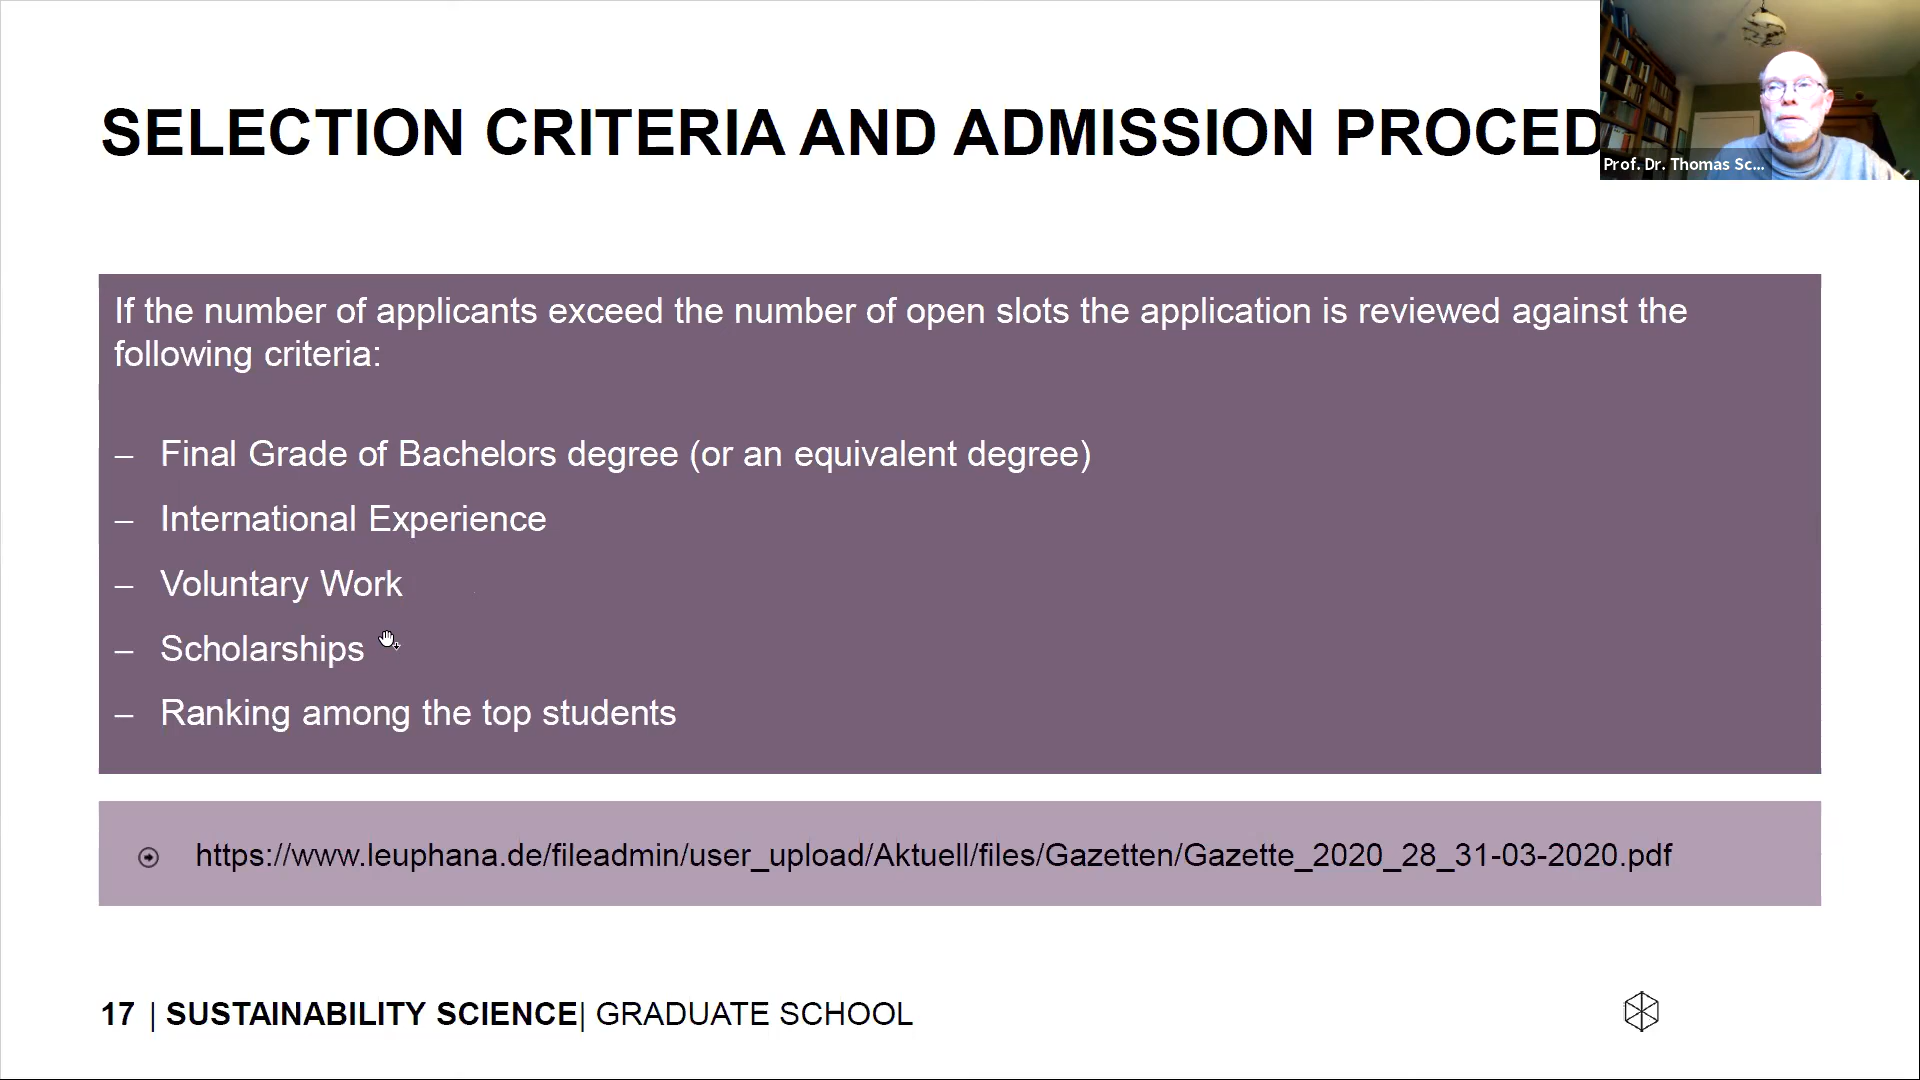 SELECTION CRITERIA AND ADMISSION PROCED
Prof. Dr. Thomas Sc...
If the number of applicants exceed the number of open slots the application is reviewed against the
following criteria:
– Final Grade of Bachelors degree (or an equivalent degree)
– International Experience
– Voluntary Work
– Scholarships
– Ranking among the top students
https://www.leuphana.de/fileadmin/user_upload/Aktuell/files/Gazetten/Gazette_2020_28_31-03-2020.pdf
17 | SUSTAINABILITY SCIENCE| GRADUATE SCHOOL